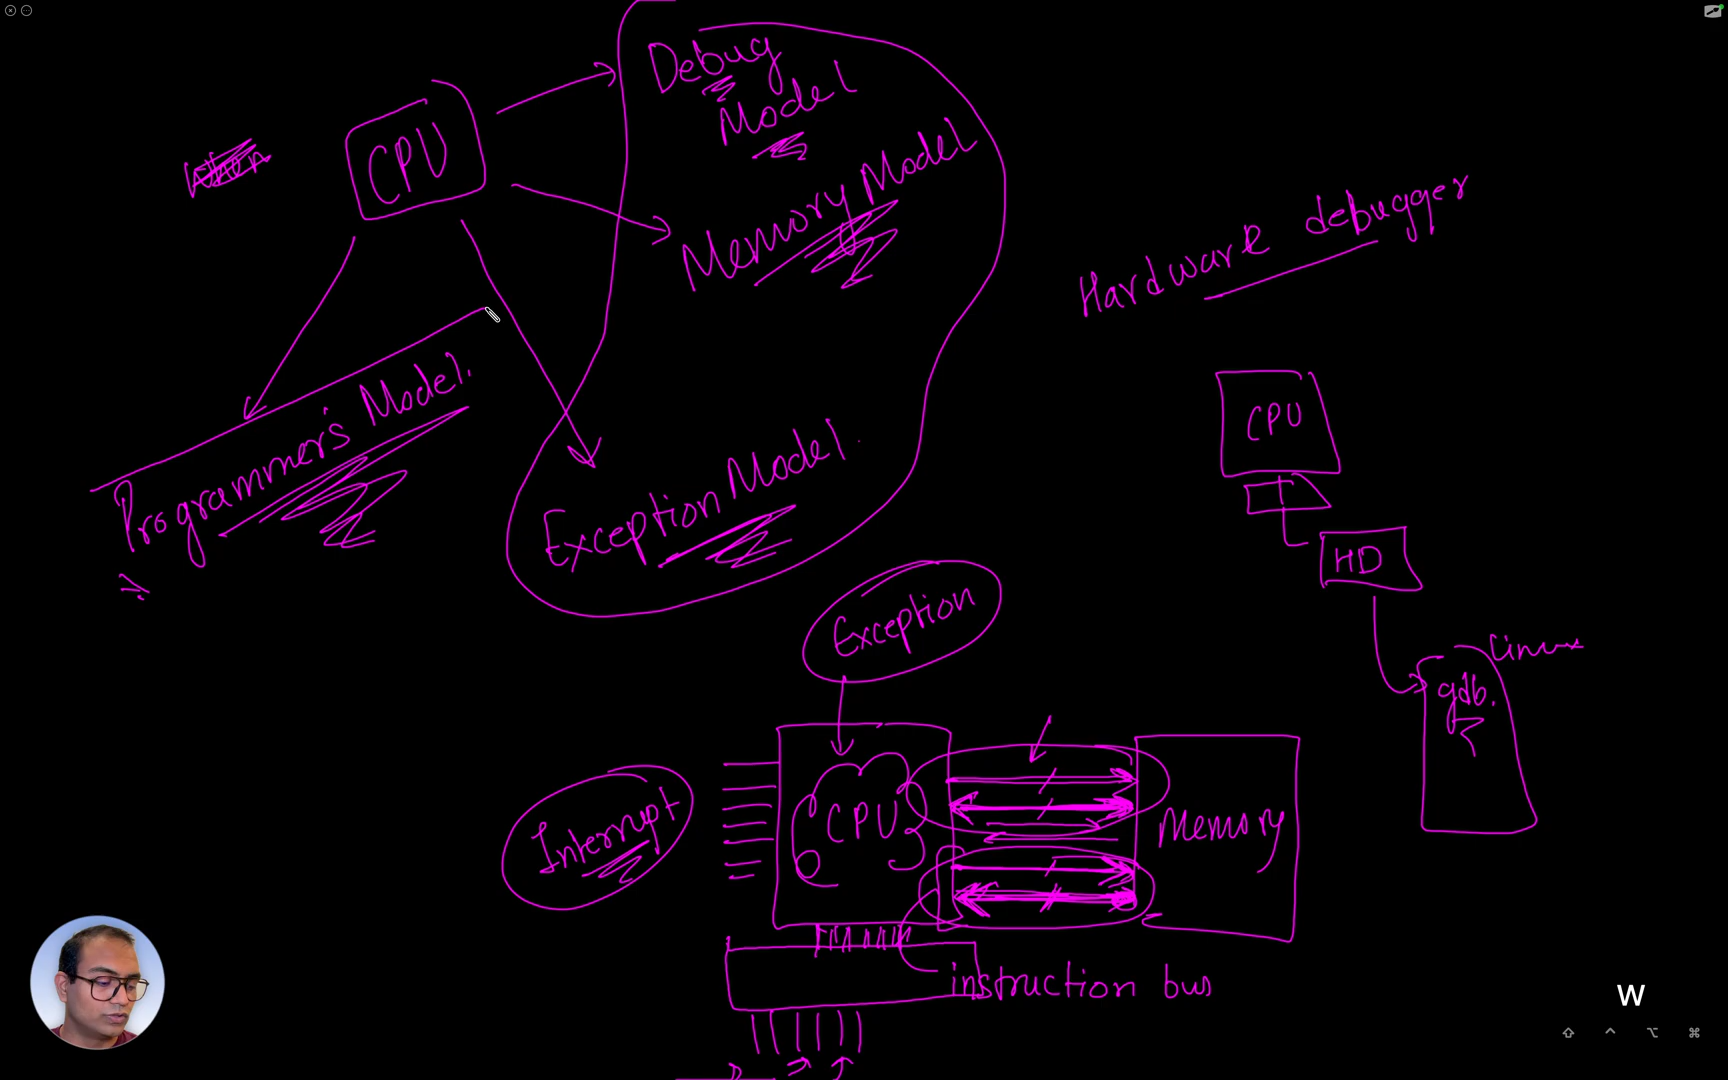 Debug
Model
CPU
Memory Model
Hardware debugger
Programmer's Model.
CPU
Exception Model.
HD
Exception
Linux
gdb.
Interrupt
CPU
Memory
instruction bus
W